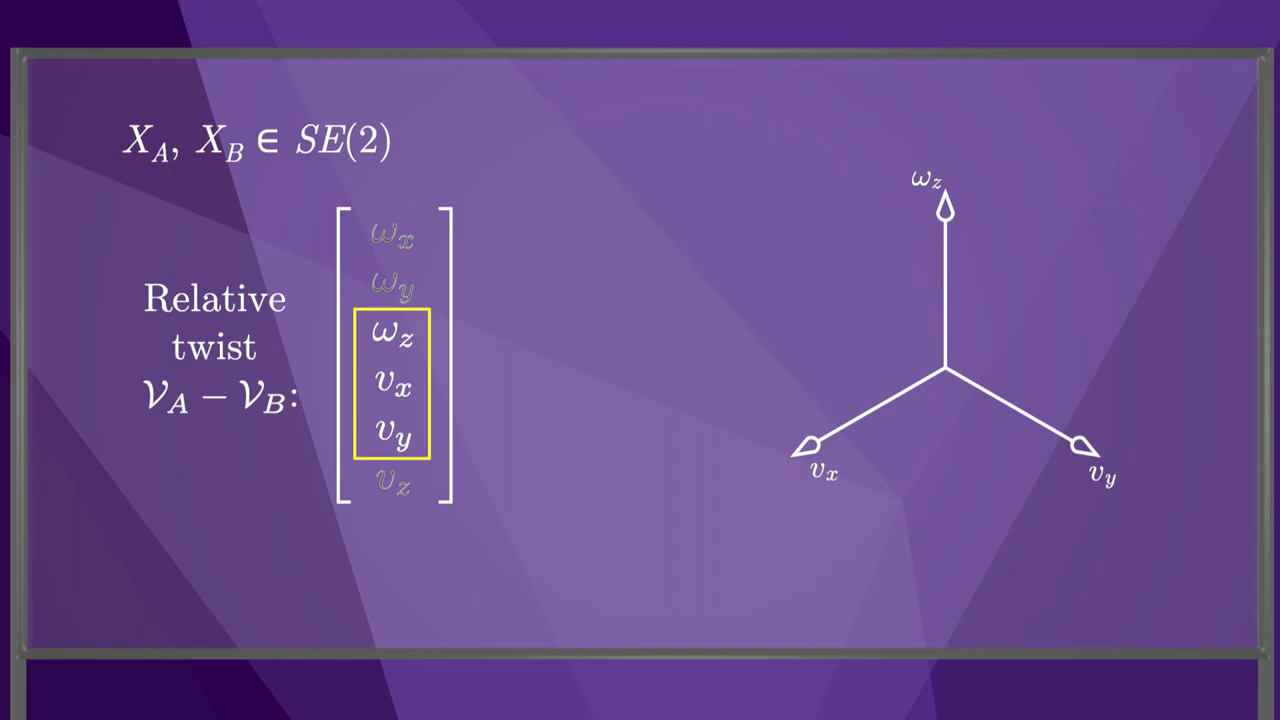 X_A, X_B ∈ SE(2)
Relative
twist
𝒱_A − 𝒱_B:
ω_x
ω_y
ω_z
v_x
v_y
v_z
ω_z
v_x
v_y